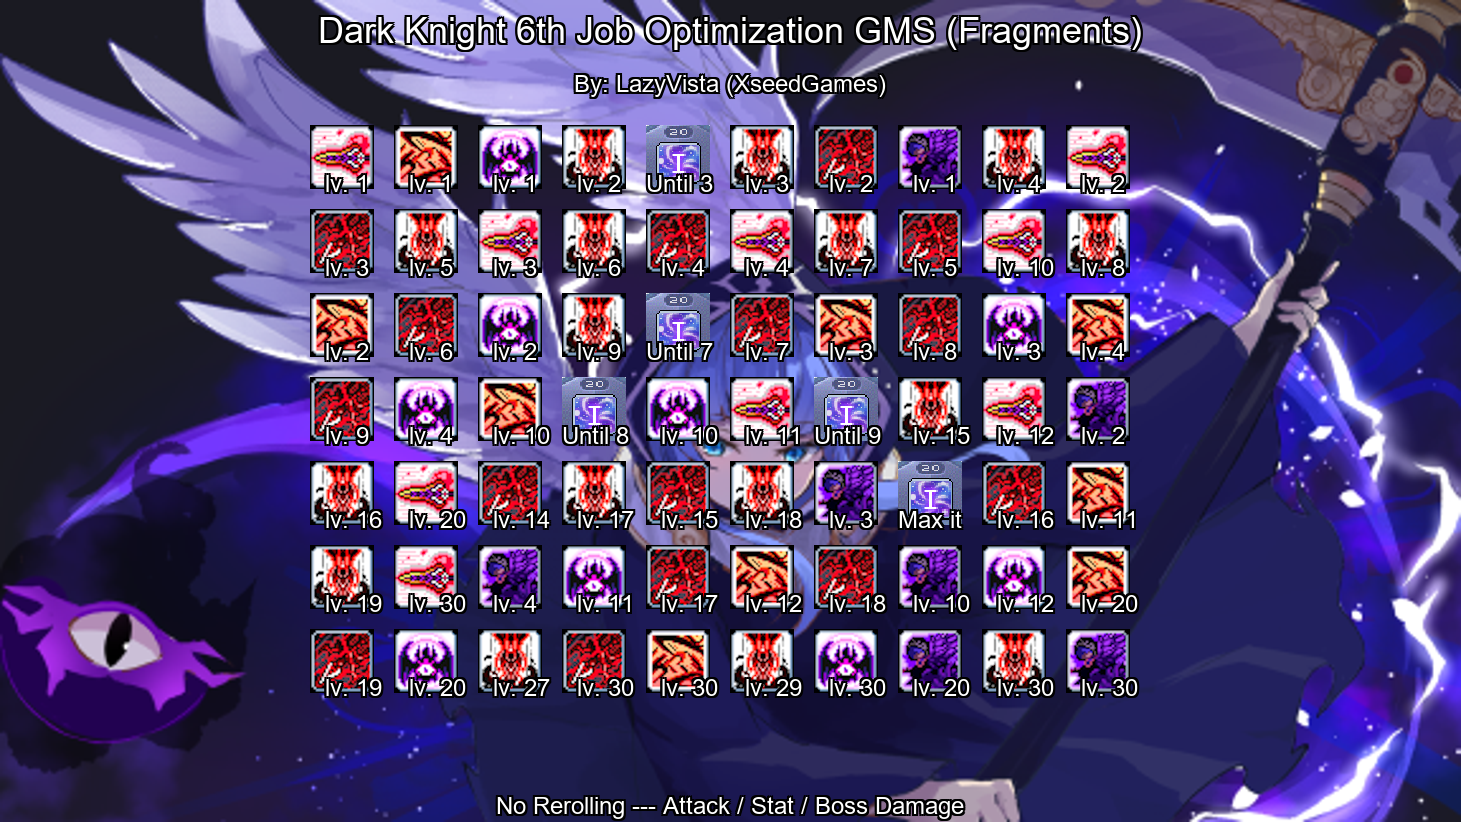 Dark Knight 6th Job Optimization GMS (Fragments)
By: LazyVista (XseedGames)
20
lv. 1 lv. 1 lv. 1 lv. 2 Until 3 lv. 3 lv. 2 lv. 1 lv. 4 lv. 2
lv. 3 lv. 5 lv. 3 lv. 6 lv. 4 lv. 4 lv. 7 lv. 5 lv. 10 lv. 8
20
lv. 2 lv. 6 lv. 2 lv. 9 Until 7 lv. 7 lv. 3 lv. 8 lv. 3 lv. 4
20 20
lv. 9 lv. 4 lv. 10 Until 8 lv. 10 lv. 11 Until 9 lv. 15 lv. 12 lv. 2
20
lv. 16 lv. 20 lv. 14 lv. 17 lv. 15 lv. 18 lv. 3 Max it lv. 16 lv. 11
lv. 19 lv. 30 lv. 4 lv. 11 lv. 17 lv. 12 lv. 18 lv. 10 lv. 12 lv. 20
lv. 19 lv. 20 lv. 27 lv. 30 lv. 30 lv. 29 lv. 30 lv. 20 lv. 30 lv. 30
No Rerolling --- Attack / Stat / Boss Damage